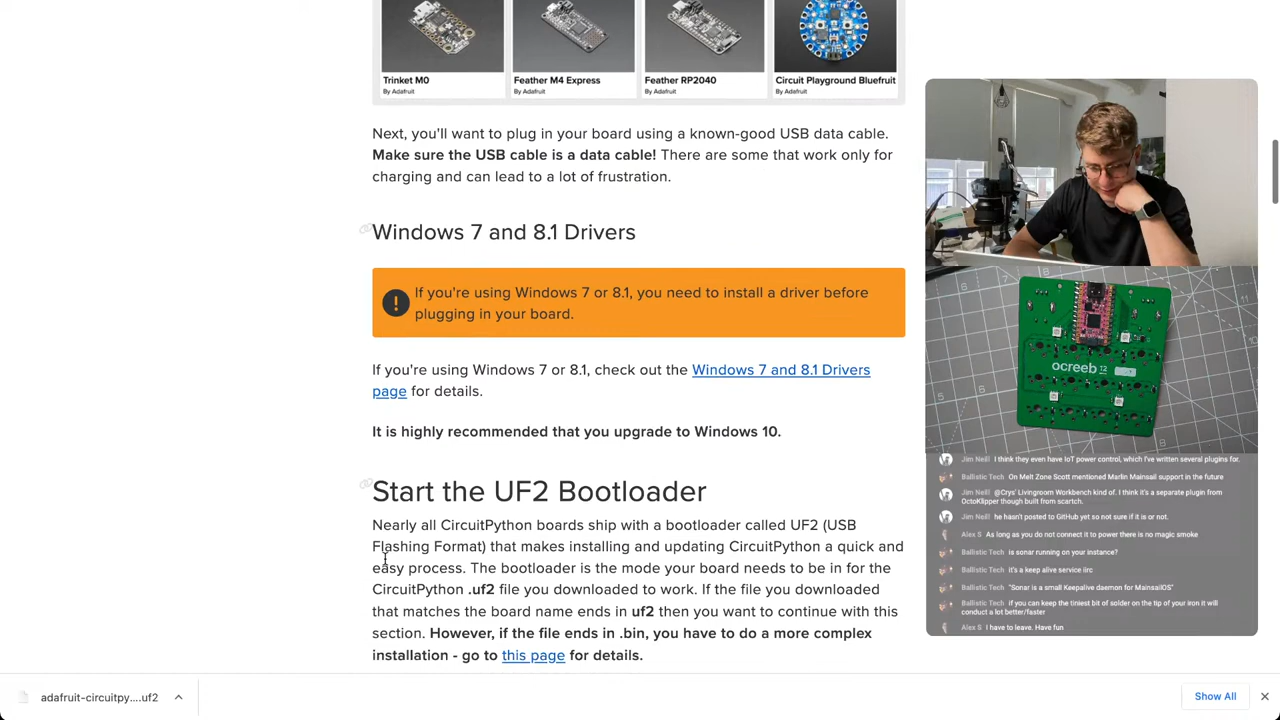 Trinket M0
By Adafruit
Feather M4 Express
By Adafruit
Feather RP2040
By Adafruit
Circuit Playground Bluefruit
By Adafruit
Next, you'll want to plug in your board using a known-good USB data cable.
Make sure the USB cable is a data cable! There are some that work only for
charging and can lead to a lot of frustration.
Windows 7 and 8.1 Drivers
If you're using Windows 7 or 8.1, you need to install a driver before
plugging in your board.
If you're using Windows 7 or 8.1, check out the Windows 7 and 8.1 Drivers
page for details.
It is highly recommended that you upgrade to Windows 10.
Start the UF2 Bootloader
Nearly all CircuitPython boards ship with a bootloader called UF2 (USB
Flashing Format) that makes installing and updating CircuitPython a quick and
easy process. The bootloader is the mode your board needs to be in for the
CircuitPython .uf2 file you downloaded to work. If the file you downloaded
that matches the board name ends in uf2 then you want to continue with this
section. However, if the file ends in .bin, you have to do a more complex
installation - go to this page for details.
ocreeb 12
Jim Neill I think they even have IoT power control, which I've written several plugins for.
Ballistic Tech On Melt Zone Scott mentioned Marlin Mainsail support in the future
Jim Neill @Crys' Livingroom Workbench kind of. I think it's a separate plugin from
OctoKlipper though built from scartch.
Jim Neill he hasn't posted to GitHub yet so not sure if it is or not.
Alex S As long as you do not connect it to power there is no magic smoke
Ballistic Tech is sonar running on your instance?
Ballistic Tech it's a keep alive service iirc
Ballistic Tech "Sonar is a small Keepalive daemon for MainsailOS"
Ballistic Tech if you can keep the tiniest bit of solder on the tip of your iron it will
conduct a lot better/faster
Alex S I have to leave. Have fun
adafruit-circuitpy....uf2
Show All